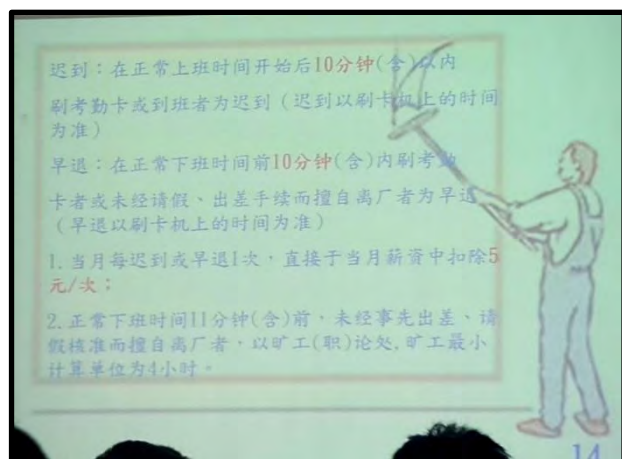 迟到：在正常上班时间开始后10分钟(含)以内
刷考勤卡或到班者为迟到（迟到以刷卡机上的时间
为准）
早退：在正常下班时间前10分钟(含)内刷考勤
卡者或未经请假、出差手续而擅自离厂者为早退
（早退以刷卡机上的时间为准）
1.当月每迟到或早退1次，直接于当月薪资中扣除5
元/次；
2.正常下班时间11分钟(含)前，未经事先出差、请
假核准而擅自离厂者，以旷工(职)论处,旷工最小
计算单位为4小时。
14